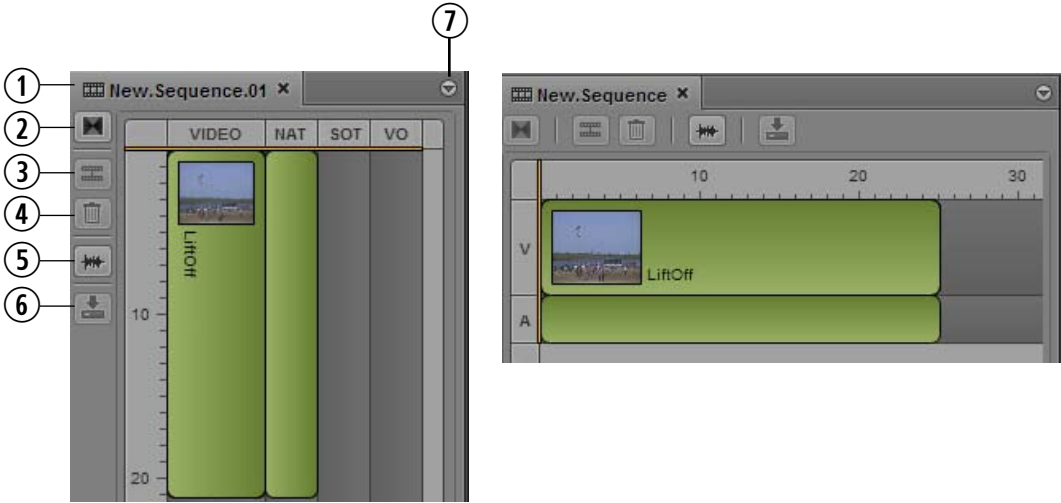 7
1
New.Sequence.01
2
VIDEO NAT SOT VO
3
4
LiftOff
5
6
10
20
New.Sequence
10 20 30
V
LiftOff
A